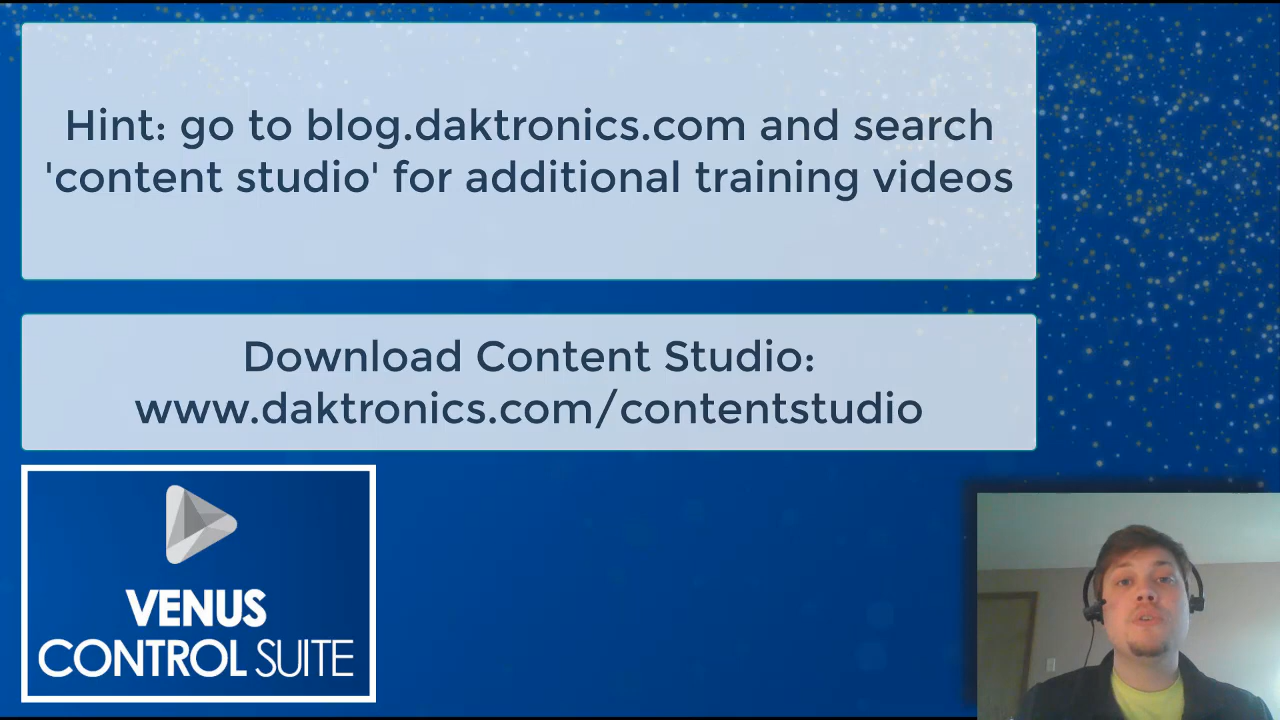 Hint: go to blog.daktronics.com and search
'content studio' for additional training videos
Download Content Studio:
www.daktronics.com/contentstudio
VENUS
CONTROL SUITE